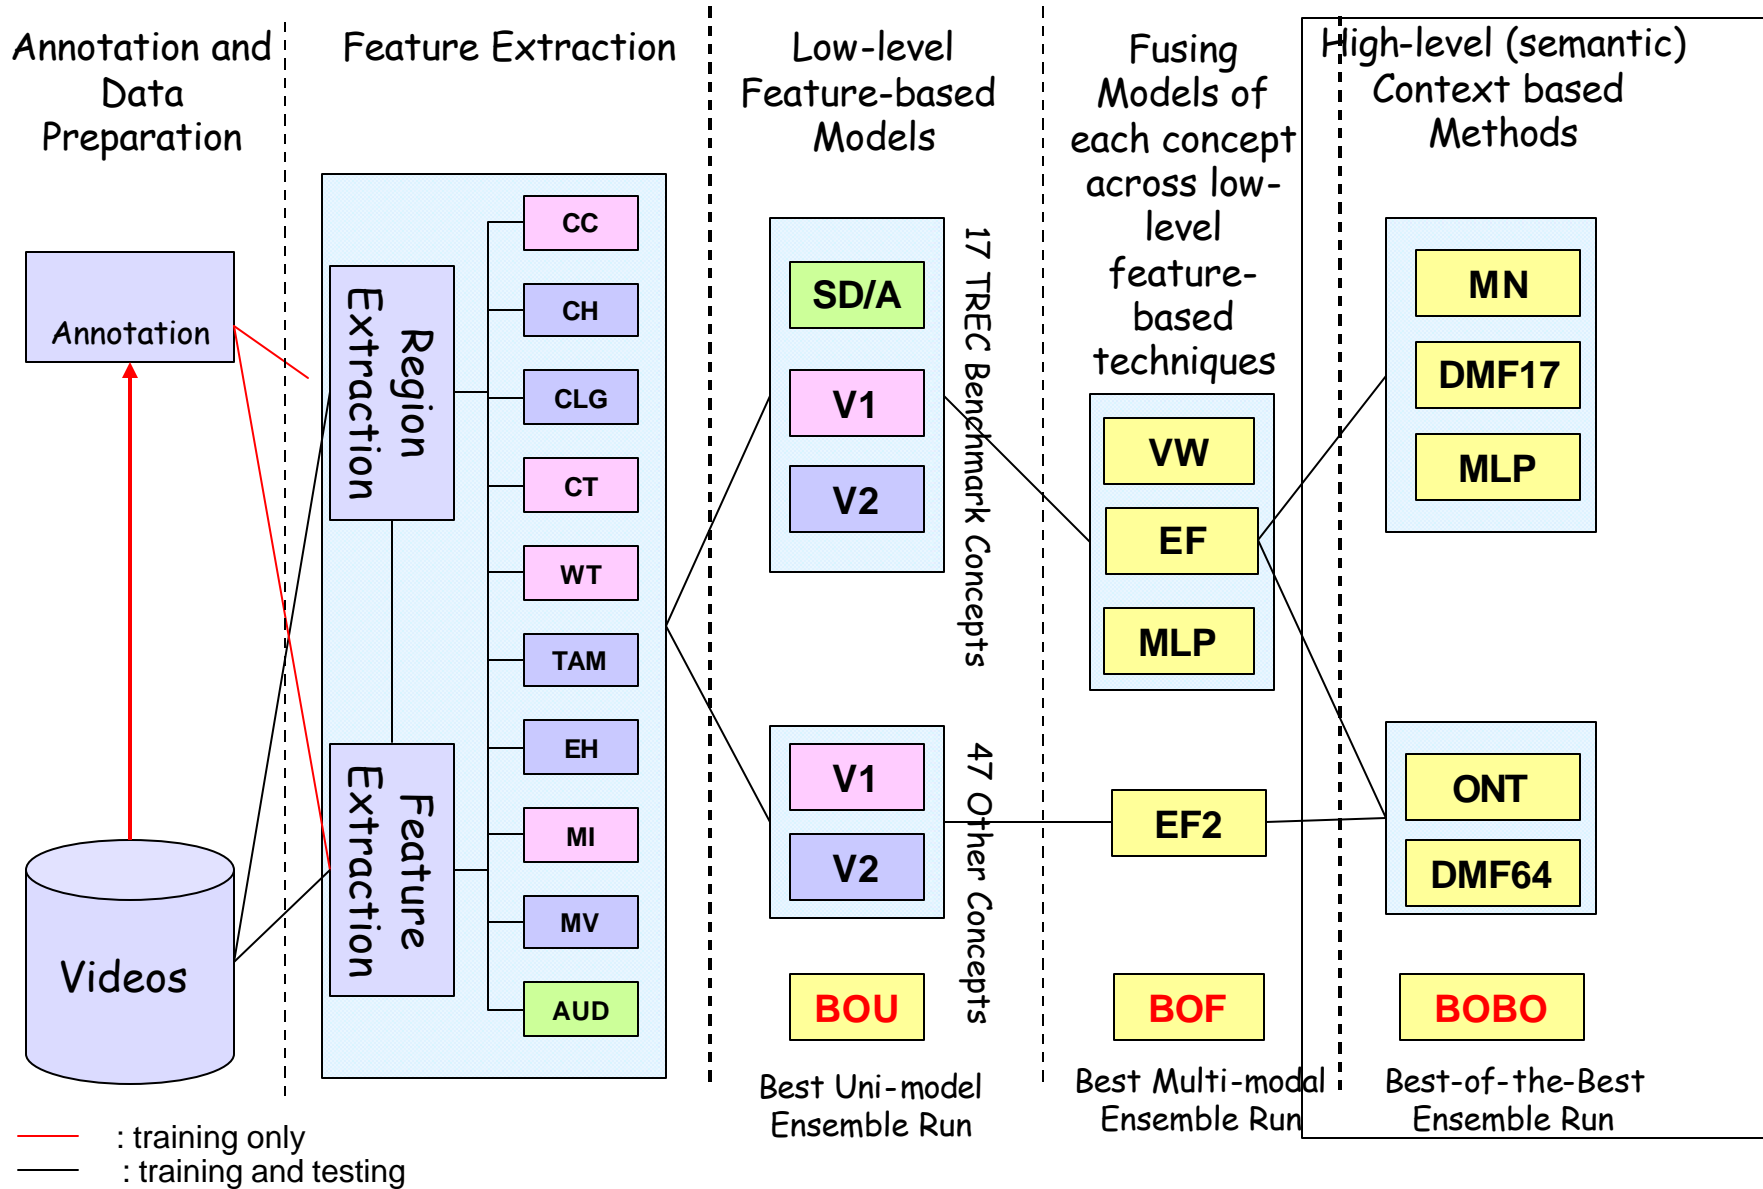 Annotation and
Data
Preparation
Feature Extraction
Low-level
Feature-based
Models
Fusing
Models of
each concept
across low-
level
feature-
based
techniques
High-level (semantic)
Context based
Methods
Annotation
Videos
Region
Extraction
Feature
Extraction
CC
CH
CLG
CT
WT
TAM
EH
MI
MV
AUD
SD/A
V1
V2
17 TREC Benchmark Concepts
V1
V2
47 Other Concepts
BOU
Best Uni-model
Ensemble Run
VW
EF
MLP
EF2
BOF
Best Multi-modal
Ensemble Run
MN
DMF17
MLP
ONT
DMF64
BOBO
Best-of-the-Best
Ensemble Run
: training only
: training and testing